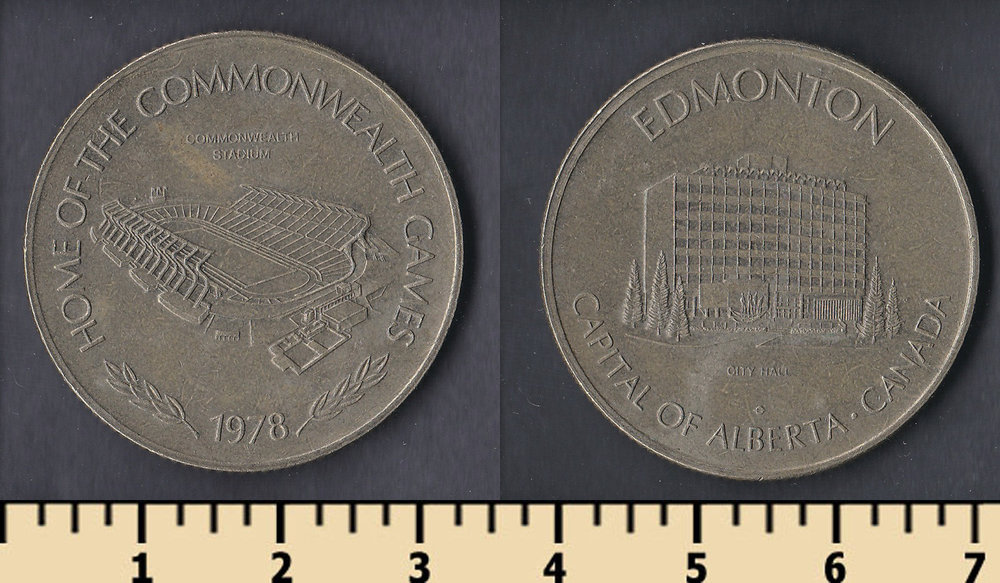 HOME OF THE COMMONWEALTH GAMES
COMMONWEALTH
STADIUM
1978
EDMONTON
CITY HALL
CAPITAL OF ALBERTA · CANADA
1 2 3 4 5 6 7